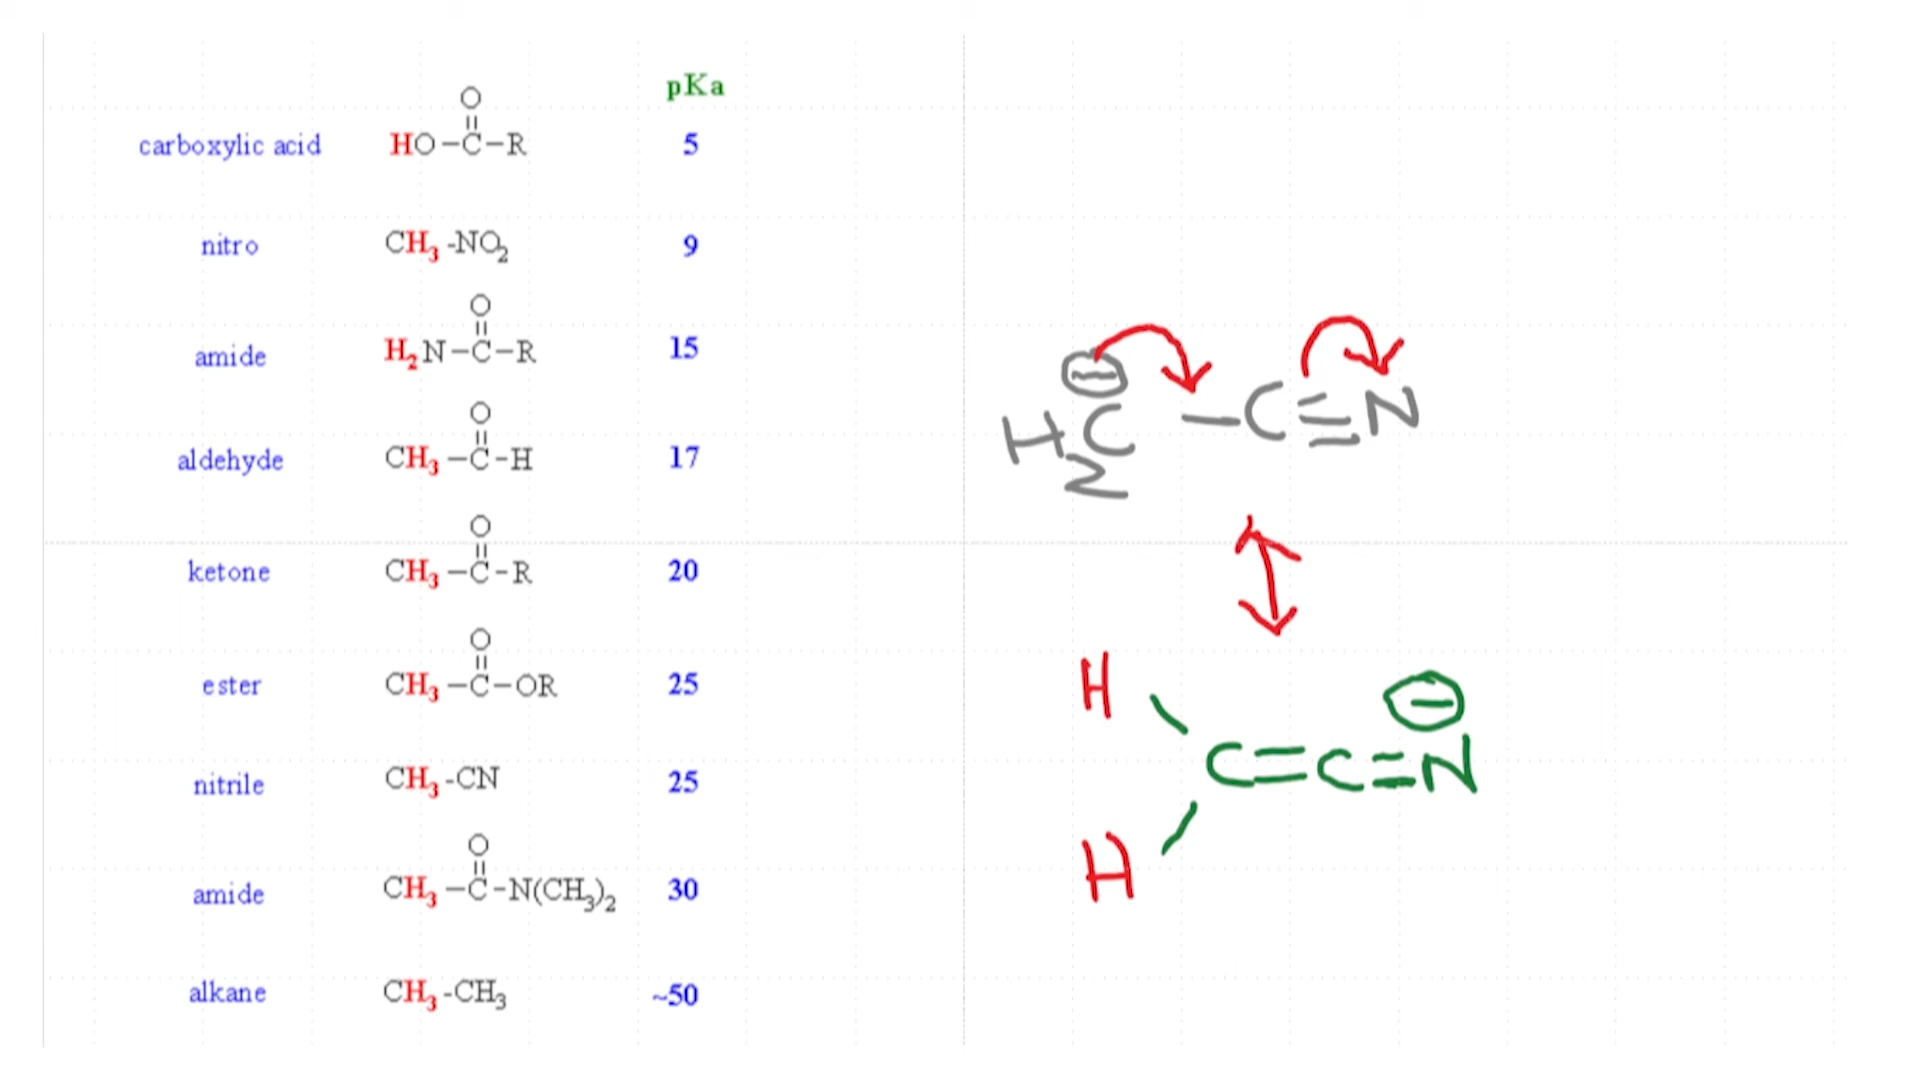 pKa
O
carboxylic acid HO–C–R 5
nitro CH3-NO2 9
O
amide H2N–C–R 15
O
aldehyde CH3–C-H 17
O
ketone CH3–C-R 20
O
ester CH3–C-OR 25
nitrile CH3-CN 25
O
amide CH3–C-N(CH3)2 30
alkane CH3-CH3 ~50
⊖
H2C–C≡N
H
⊖
C=C=N
H